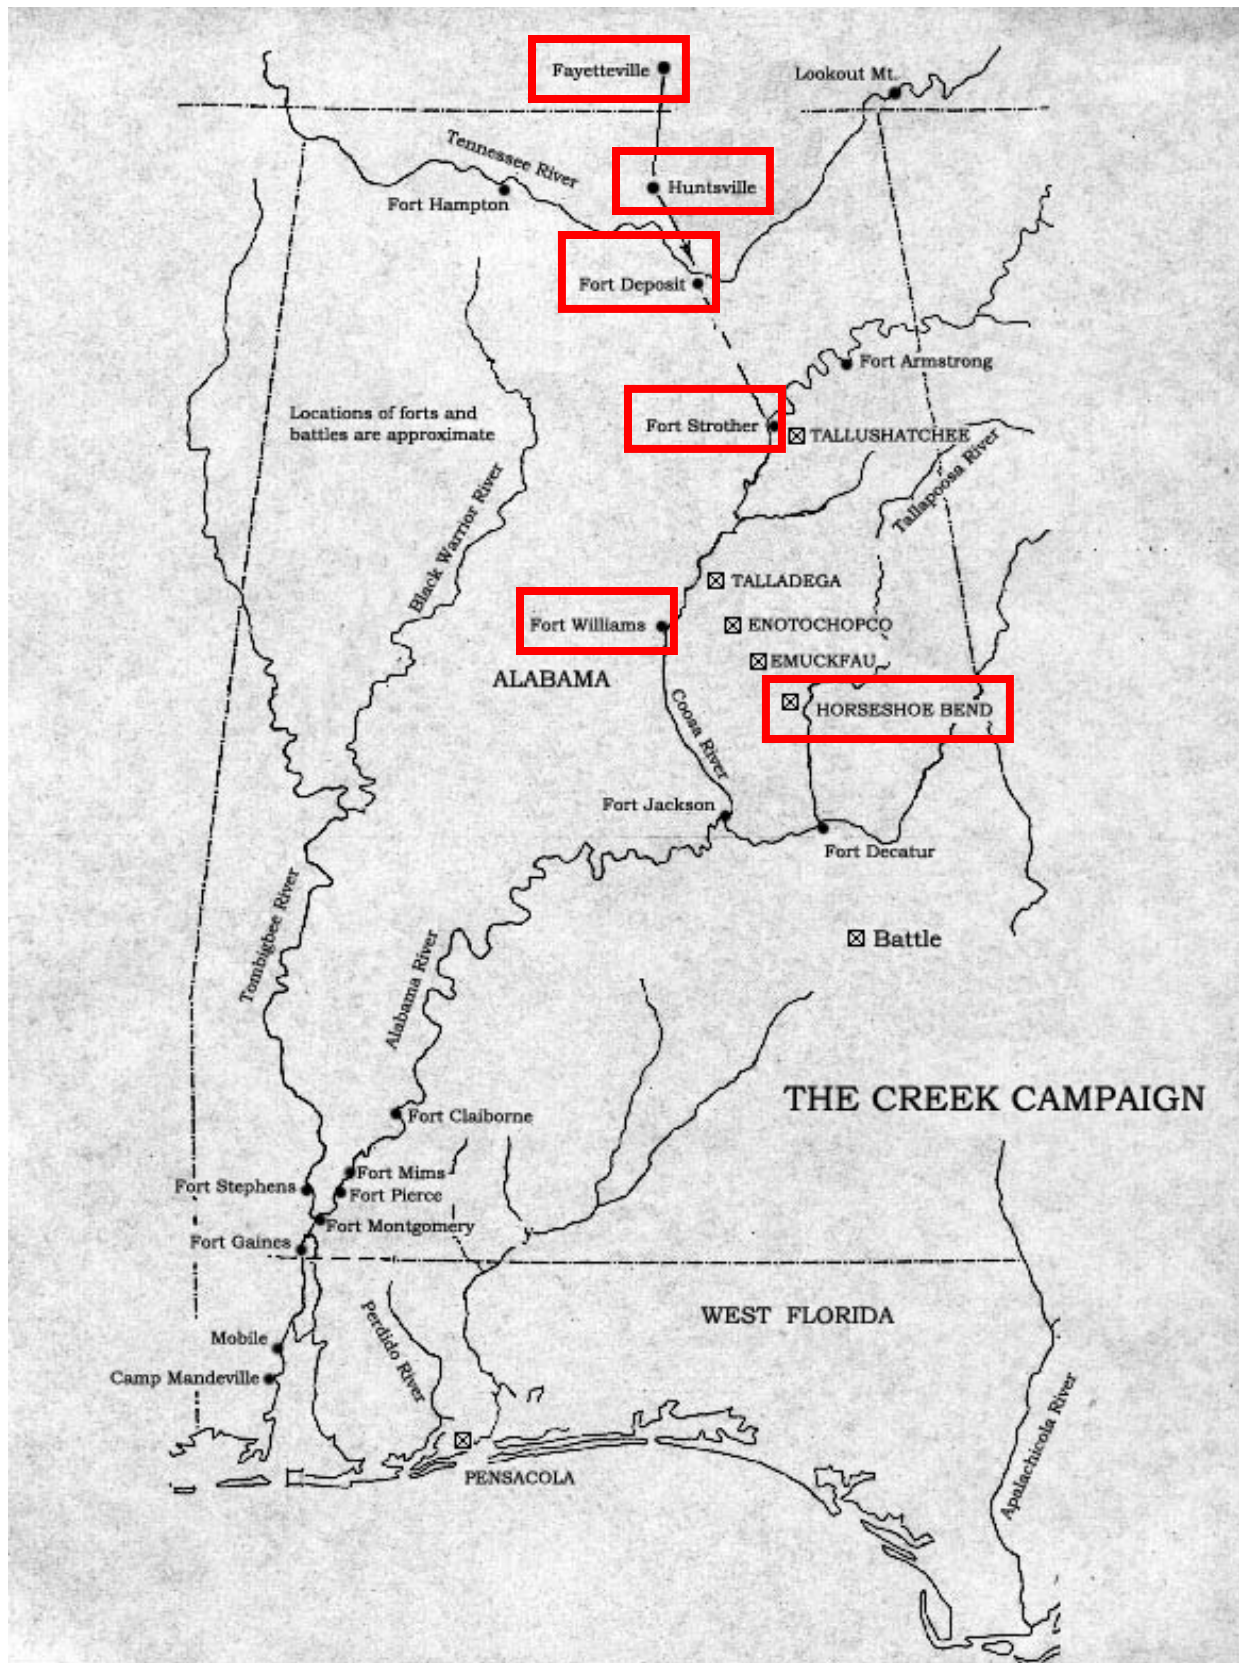 Fayetteville
Lookout Mt.
Tennessee River
Huntsville
Fort Hampton
Fort Deposit
Fort Armstrong
Locations of forts and
battles are approximate
Fort Strother
TALLUSHATCHEE
Tallapoosa River
Black Warrior River
TALLADEGA
Fort Williams
ENOTOCHOPCO
EMUCKFAU
ALABAMA
HORSESHOE BEND
Coosa River
Fort Jackson
Fort Decatur
Tombigbee River
Alabama River
Battle
THE CREEK CAMPAIGN
Fort Claiborne
Fort Mims
Fort Stephens
Fort Pierce
Fort Montgomery
Fort Gaines
WEST FLORIDA
Perdido River
Mobile
Camp Mandeville
Apalachicola River
PENSACOLA